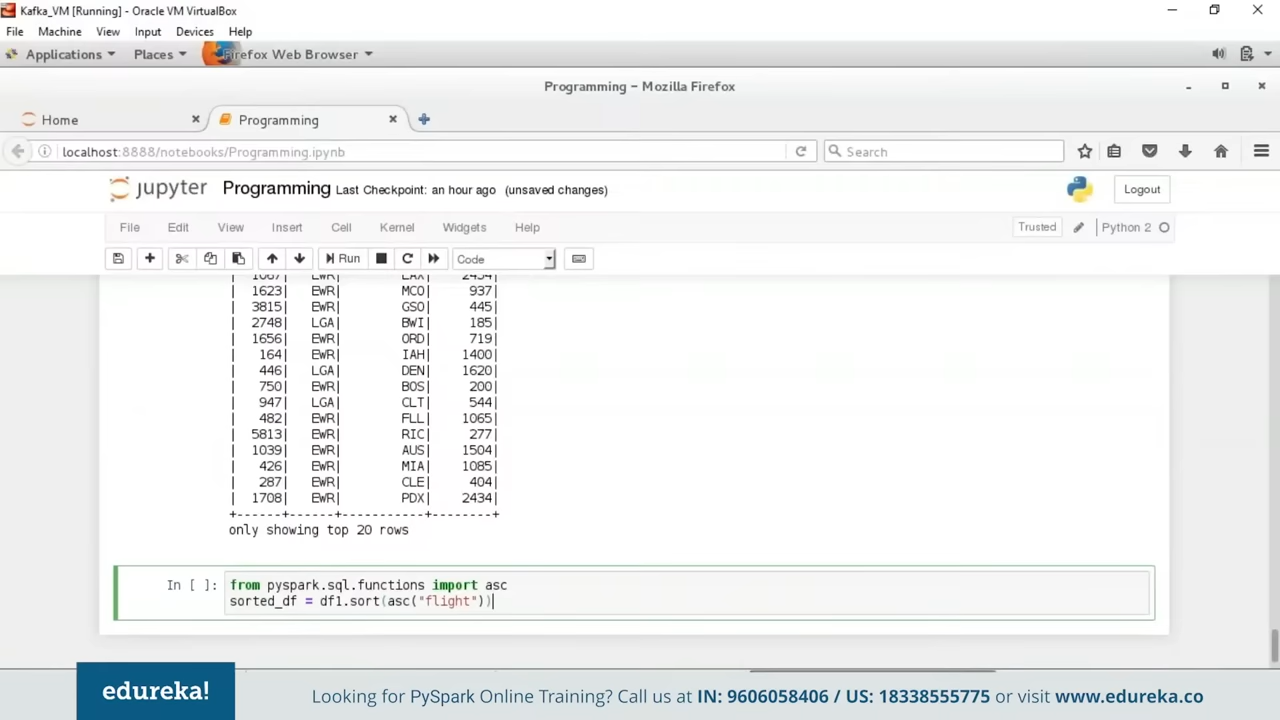 Kafka_VM [Running] - Oracle VM VirtualBox
File Machine View Input Devices Help
Applications Places Firefox Web Browser
Programming – Mozilla Firefox
Home Programming
localhost:8888/notebooks/Programming.ipynb Search
jupyter Programming Last Checkpoint: an hour ago (unsaved changes) Logout
File Edit View Insert Cell Kernel Widgets Help Trusted Python 2
Run Code
| 1623| EWR| MCO| 937|
| 3815| EWR| GSO| 445|
| 2748| LGA| BWI| 185|
| 1656| EWR| ORD| 719|
| 164| EWR| IAH| 1400|
| 446| LGA| DEN| 1620|
| 750| EWR| BOS| 200|
| 947| LGA| CLT| 544|
| 482| EWR| FLL| 1065|
| 5813| EWR| RIC| 277|
| 1039| EWR| AUS| 1504|
| 426| EWR| MIA| 1085|
| 287| EWR| CLE| 404|
| 1708| EWR| PDX| 2434|
+------+------+-----------+--------+
only showing top 20 rows
In [ ]: from pyspark.sql.functions import asc
sorted_df = df1.sort(asc("flight"))
edureka! Looking for PySpark Online Training? Call us at IN: 9606058406 / US: 18338555775 or visit www.edureka.co